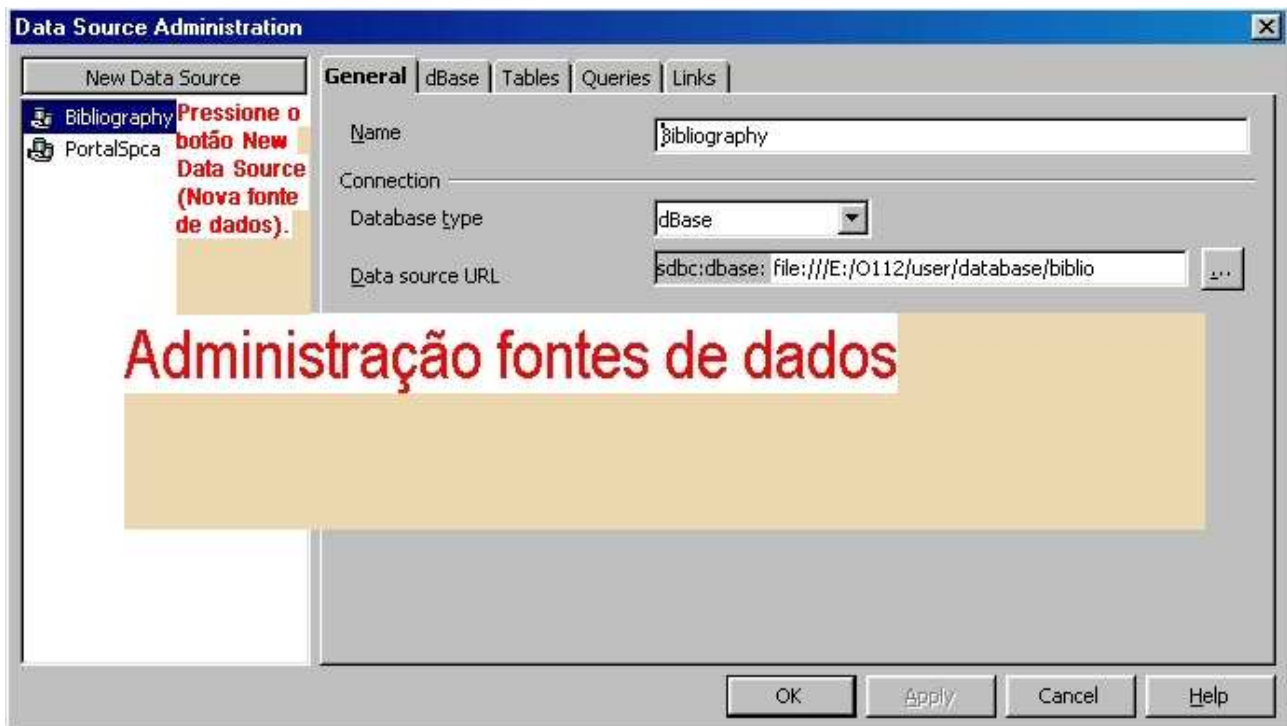 Data Source Administration
New Data Source
Bibliography
PortalSpca
Pressione o
botão New
Data Source
(Nova fonte
de dados).
General dBase Tables Queries Links
Name Bibliography
Connection
Database type dBase
Data source URL sdbc:dbase: file:///E:/O112/user/database/biblio ...
Administração fontes de dados
OK Apply Cancel Help